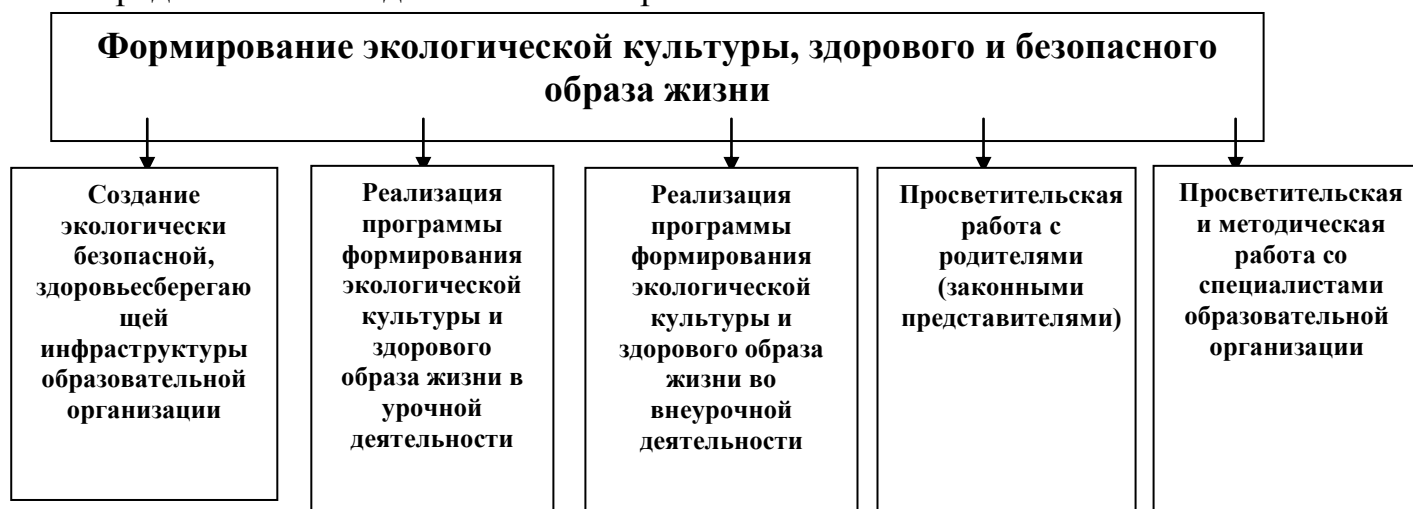 Формирование экологической культуры, здорового и безопасного
образа жизни
Создание
экологически
безопасной,
здоровьесберегаю
щей
инфраструктуры
образовательной
организации
Реализация
программы
формирования
экологической
культуры и
здорового
образа жизни в
урочной
деятельности
Реализация
программы
формирования
экологической
культуры и
здорового образа
жизни во
внеурочной
деятельности
Просветительская
работа с
родителями
(законными
представителями)
Просветительская
и методическая
работа со
специалистами
образовательной
организации